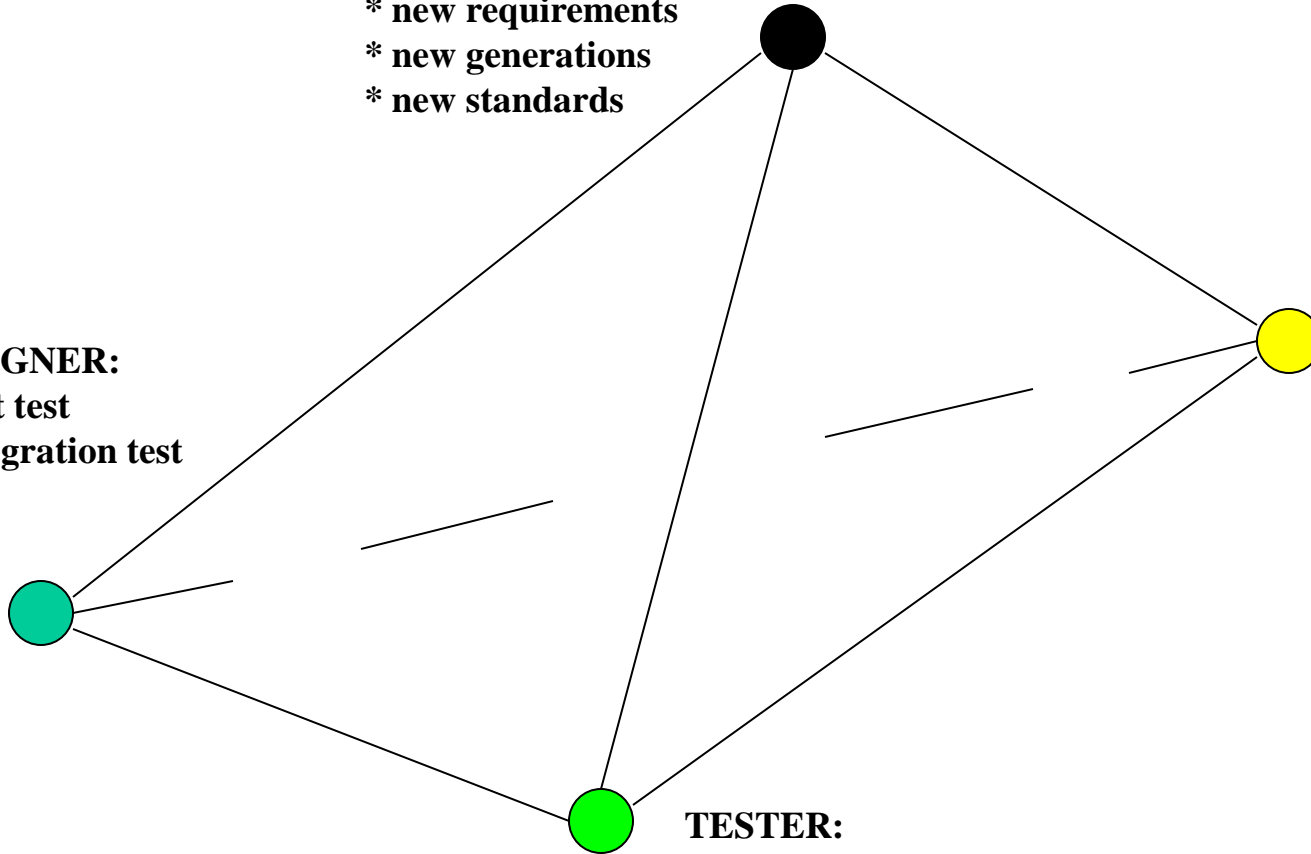 * new requirements
* new generations
* new standards
GNER:
t test
gration test
TESTER: